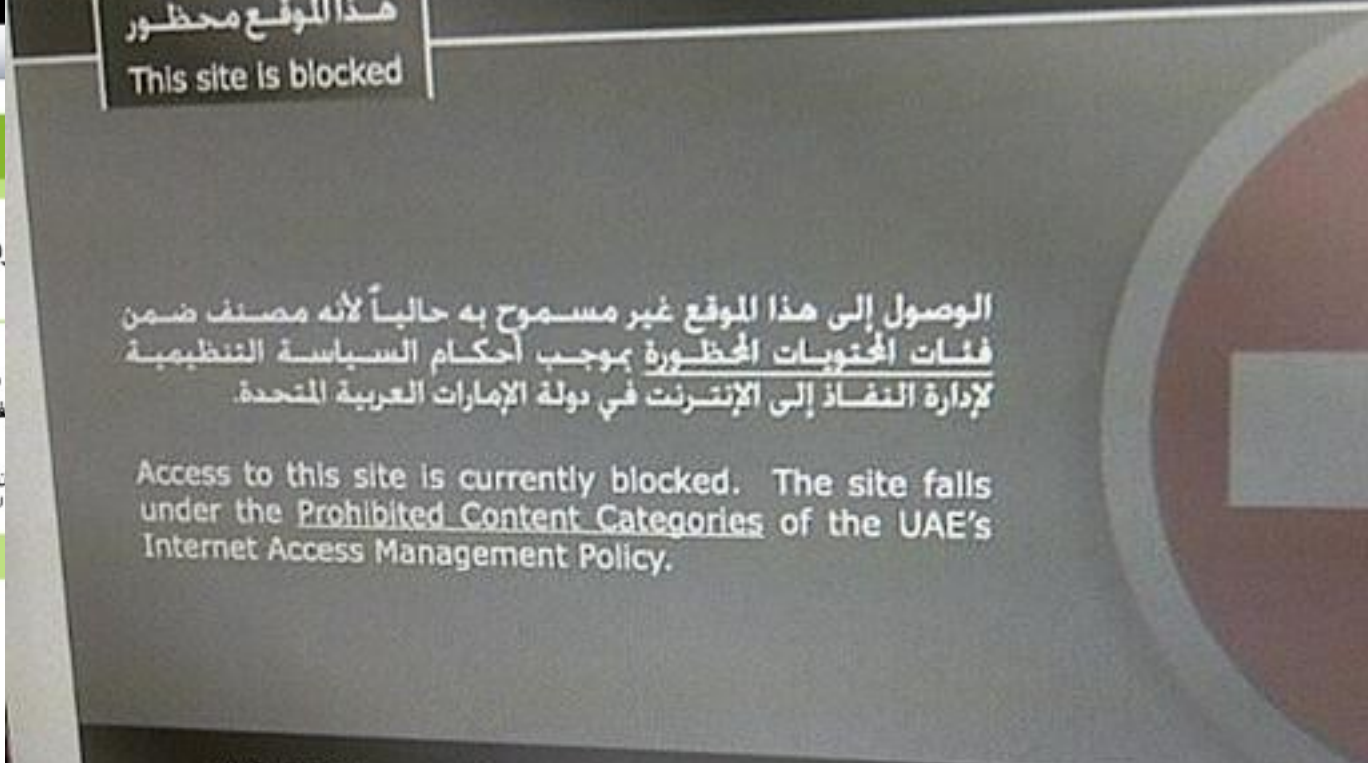 هذا الموقع محظور
This site is blocked
الوصول إلى هذا الموقع غير مسموح به حالياً لأنه مصنف ضمن
فئات المحتويات المحظورة بموجب أحكام السياسة التنظيمية
لإدارة النفاذ إلى الإنترنت في دولة الإمارات العربية المتحدة.
Access to this site is currently blocked. The site falls
under the Prohibited Content Categories of the UAE's
Internet Access Management Policy.